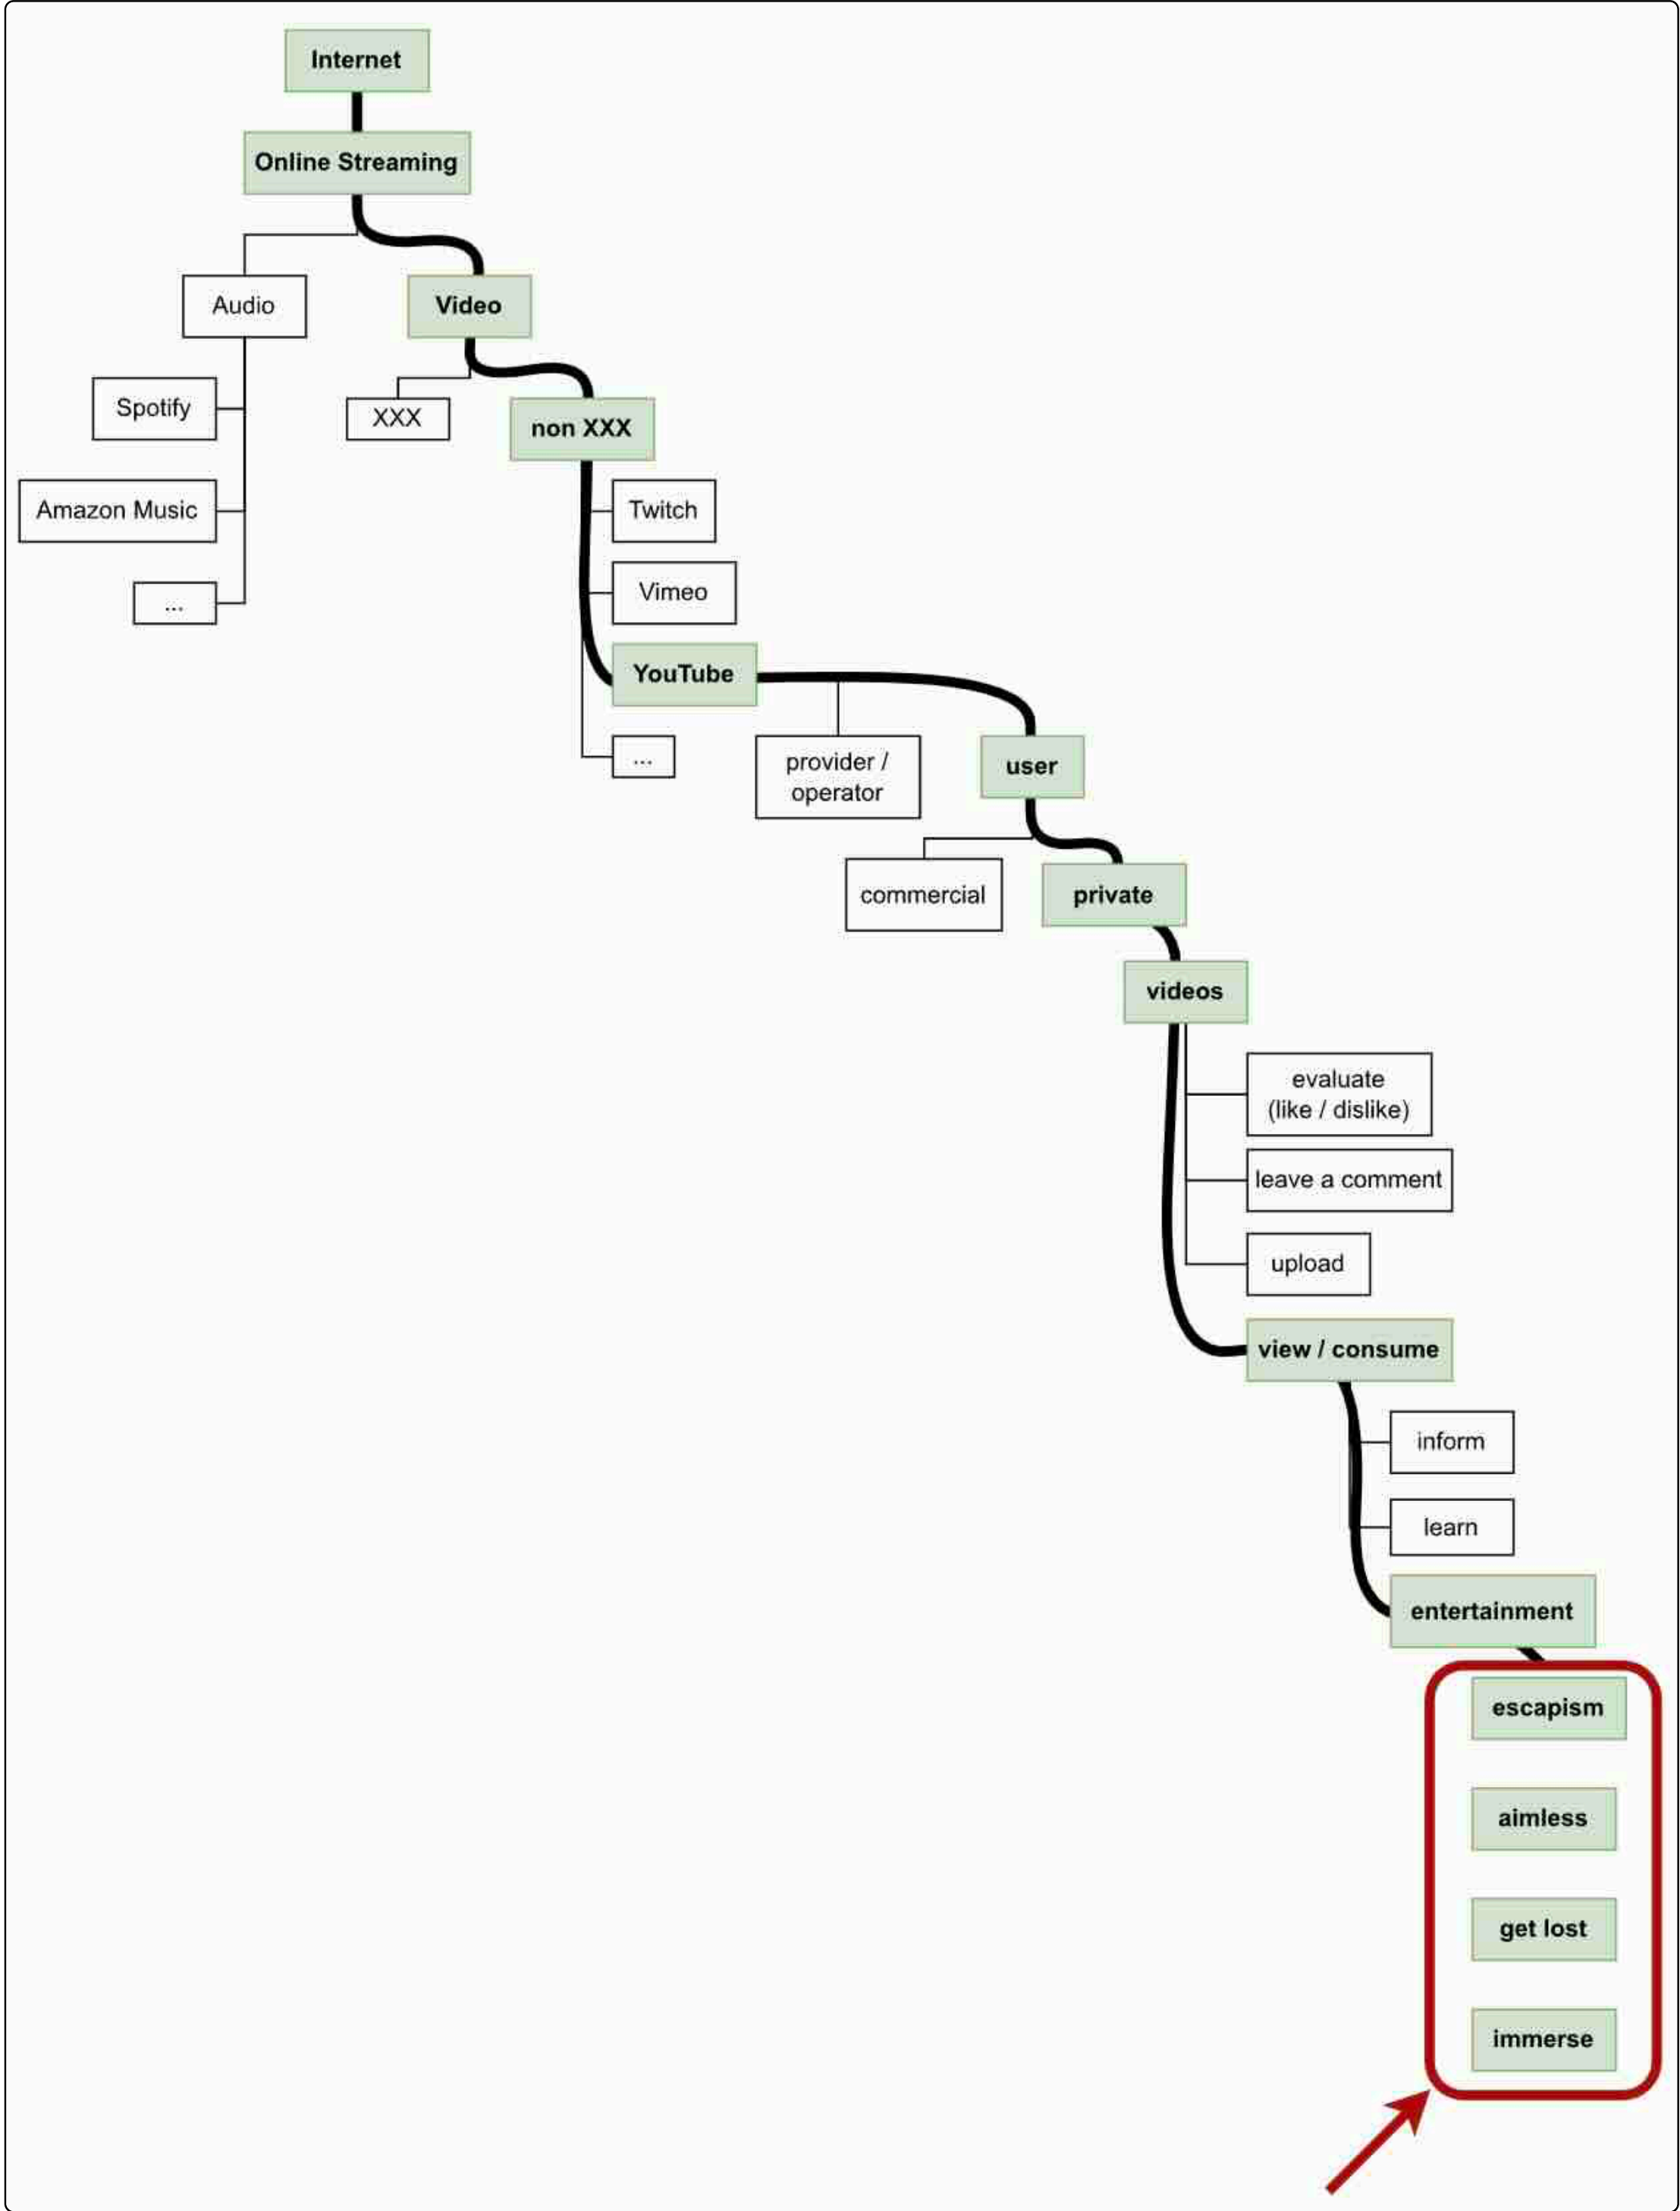 Internet
Online Streaming
Audio
Video
Spotify
XXX
non XXX
Amazon Music
Twitch
...
Vimeo
YouTube
...
provider /
operator
user
commercial
private
videos
evaluate
(like / dislike)
leave a comment
upload
view / consume
inform
learn
entertainment
escapism
aimless
get lost
immerse